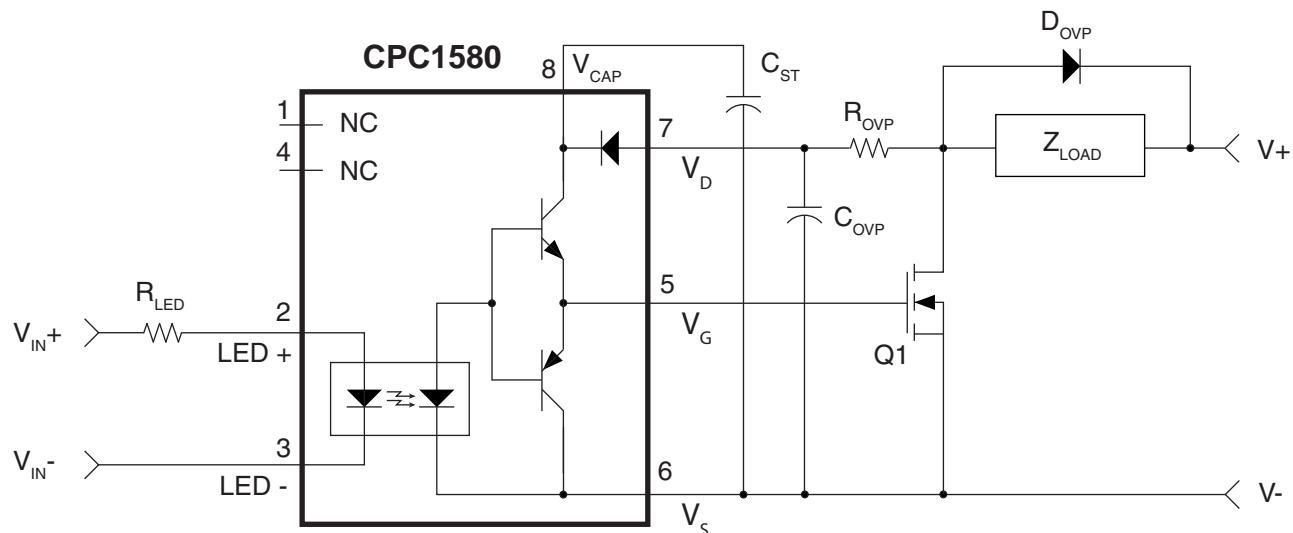 CPC1580
D_OVP
8
V_CAP
C_ST
1
NC
7
R_OVP
Z_LOAD
V+
4
NC
V_D
C_OVP
R_LED
2
5
V_IN+
LED +
V_G
Q1
3
V_IN-
LED -
6
V_S
V-